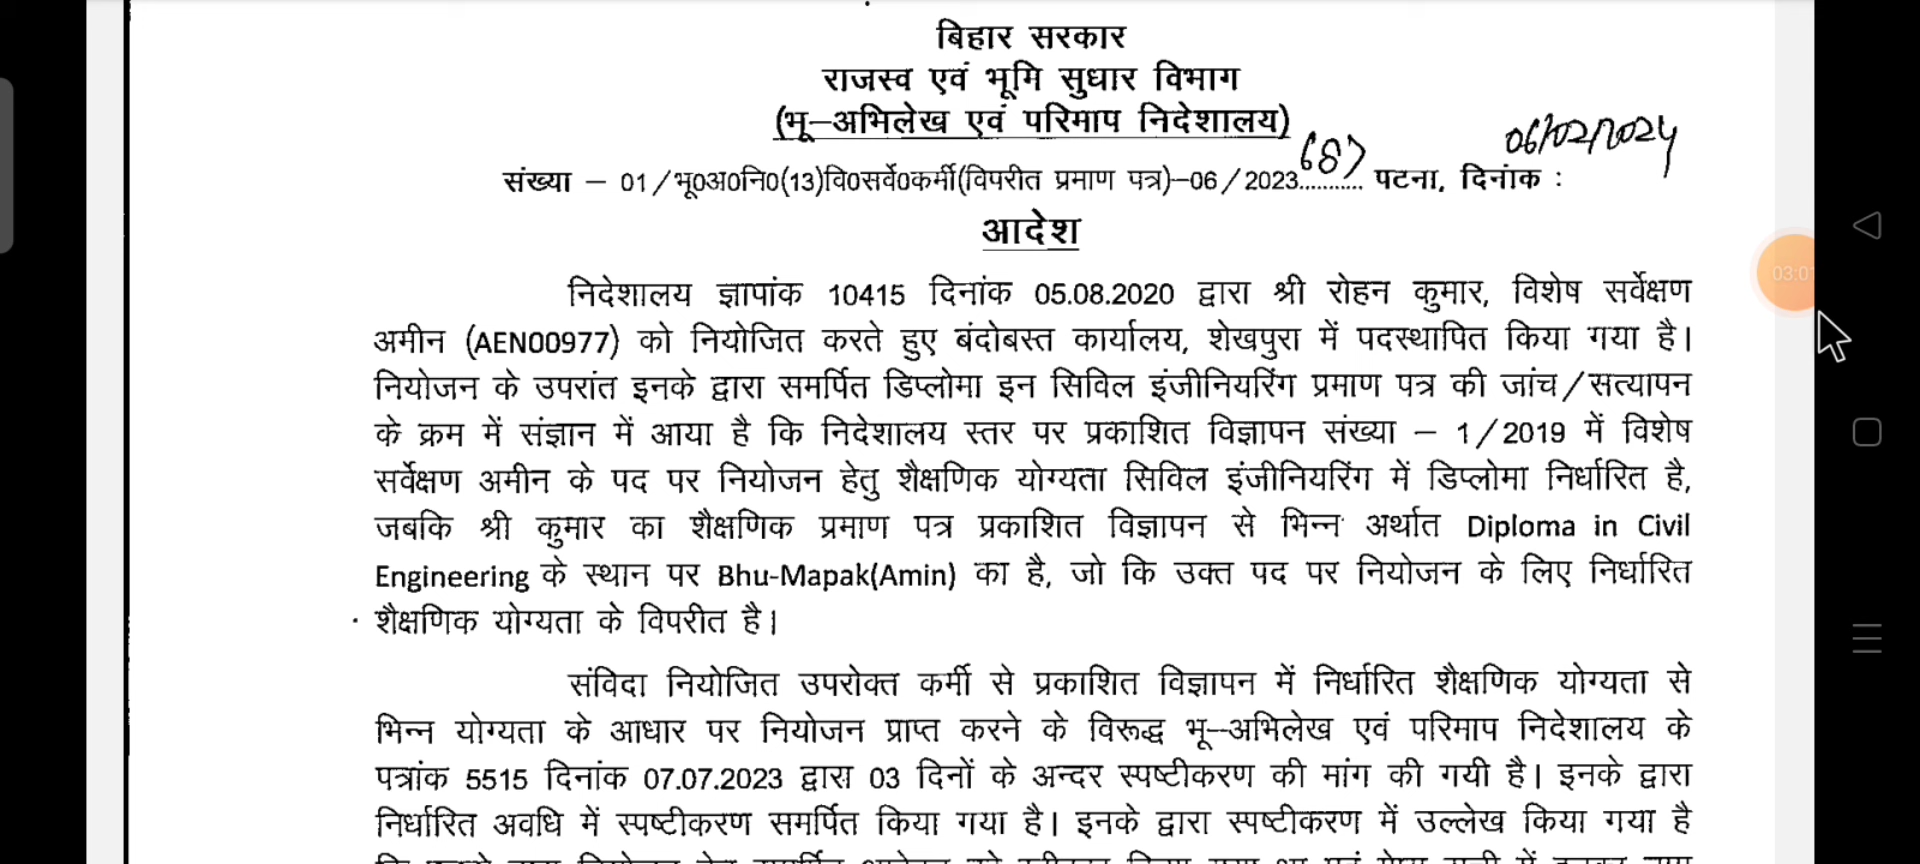 बिहार सरकार
राजस्व एवं भूमि सुधार विभाग
(भू–अभिलेख एवं परिमाप निदेशालय)
06/02/2024
संख्या – 01/भू0अ0नि0(13)वि0सर्वे0कर्मी(विपरीत प्रमाण पत्र)–06/2023...687... पटना, दिनांक :
आदेश
निदेशालय ज्ञापांक 10415 दिनांक 05.08.2020 द्वारा श्री रोहन कुमार, विशेष सर्वेक्षण
03:0
अमीन (AEN00977) को नियोजित करते हुए बंदोबस्त कार्यालय, शेखपुरा में पदस्थापित किया गया है।
नियोजन के उपरांत इनके द्वारा समर्पित डिप्लोमा इन सिविल इंजीनियरिंग प्रमाण पत्र की जांच/सत्यापन
के क्रम में संज्ञान में आया है कि निदेशालय स्तर पर प्रकाशित विज्ञापन संख्या – 1/2019 में विशेष
सर्वेक्षण अमीन के पद पर नियोजन हेतु शैक्षणिक योग्यता सिविल इंजीनियरिंग में डिप्लोमा निर्धारित है,
जबकि श्री कुमार का शैक्षणिक प्रमाण पत्र प्रकाशित विज्ञापन से भिन्न अर्थात Diploma in Civil
Engineering के स्थान पर Bhu-Mapak(Amin) का है, जो कि उक्त पद पर नियोजन के लिए निर्धारित
शैक्षणिक योग्यता के विपरीत है।
संविदा नियोजित उपरोक्त कर्मी से प्रकाशित विज्ञापन में निर्धारित शैक्षणिक योग्यता से
भिन्न योग्यता के आधार पर नियोजन प्राप्त करने के विरूद्ध भू–अभिलेख एवं परिमाप निदेशालय के
पत्रांक 5515 दिनांक 07.07.2023 द्वारा 03 दिनों के अन्दर स्पष्टीकरण की मांग की गयी है। इनके द्वारा
निर्धारित अवधि में स्पष्टीकरण समर्पित किया गया है। इनके द्वारा स्पष्टीकरण में उल्लेख किया गया है